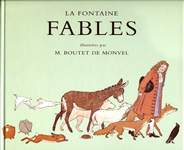 LA FONTAINE
FABLES
illustrées par
M. BOUTET DE MONVEL